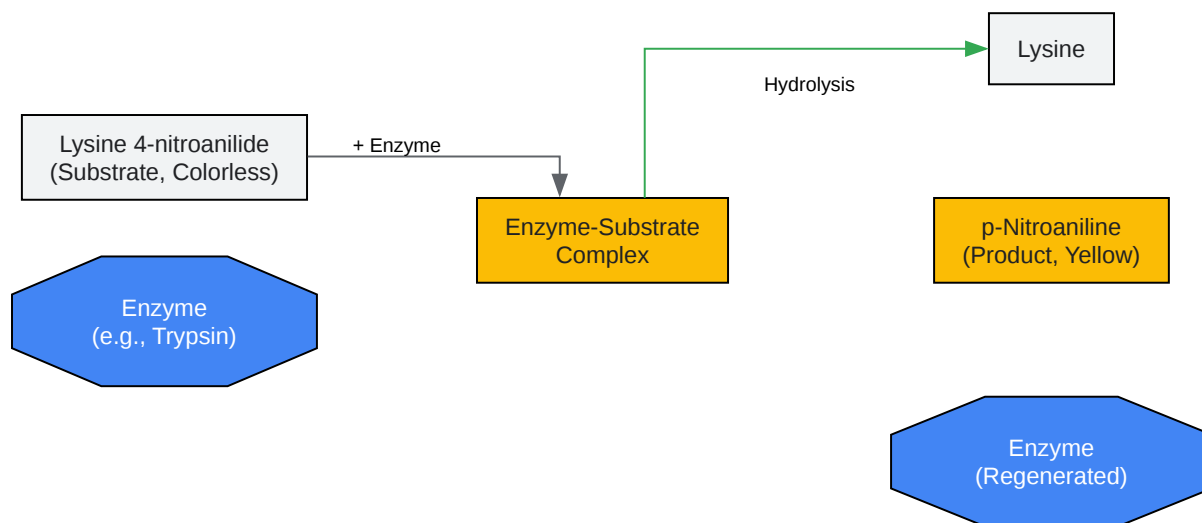 Lysine
Hydrolysis
Lysine 4-nitroanilide
(Substrate, Colorless)
+ Enzyme
Enzyme-Substrate
Complex
p-Nitroaniline
(Product, Yellow)
Enzyme
(e.g., Trypsin)
Enzyme
(Regenerated)